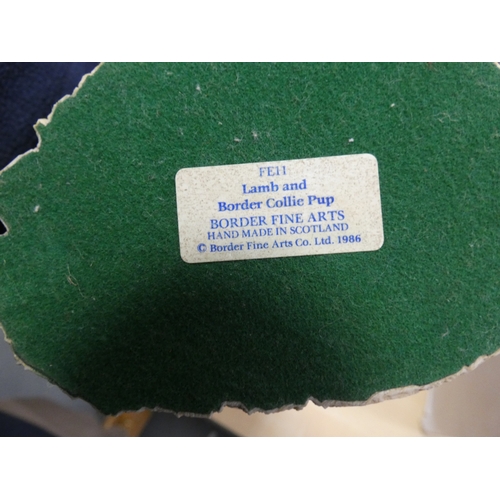 FE11
Lamb and
Border Collie Pup
BORDER FINE ARTS
HAND MADE IN SCOTLAND
© Border Fine Arts Co. Ltd. 1986